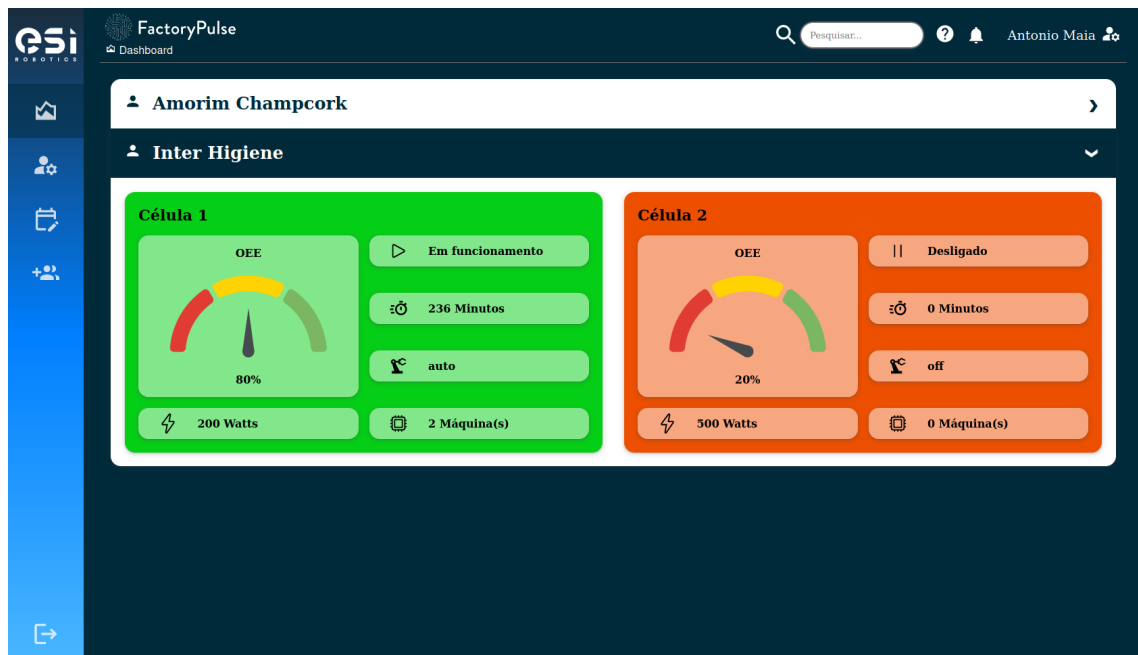 esi
ROBOTICS
FactoryPulse
Dashboard
Pesquisar...
Antonio Maia
Amorim Champcork
Inter Higiene
Célula 1
OEE
80%
Em funcionamento
236 Minutos
auto
200 Watts
2 Máquina(s)
Célula 2
OEE
20%
Desligado
0 Minutos
off
500 Watts
0 Máquina(s)